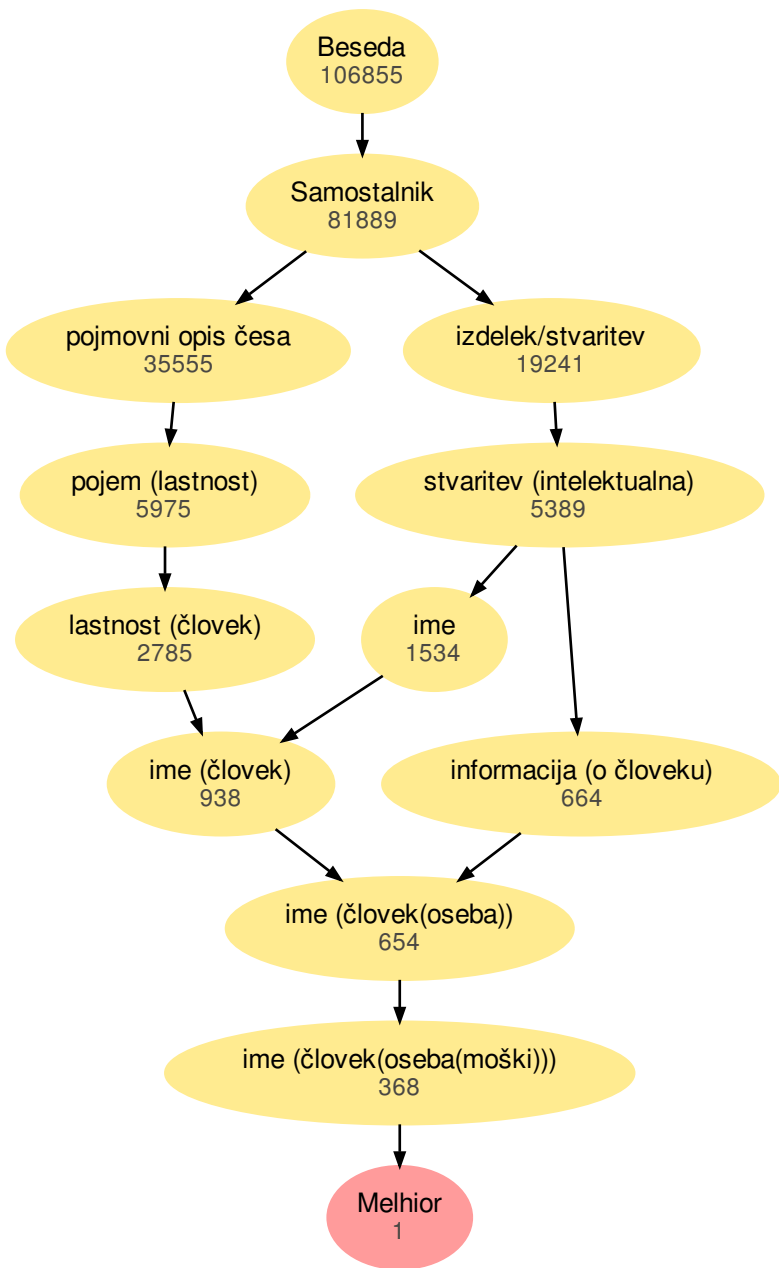 Beseda
106855
Samostalnik
81889
pojmovni opis česa
35555
izdelek/stvaritev
19241
pojem (lastnost)
5975
stvaritev (intelektualna)
5389
lastnost (človek)
2785
ime
1534
ime (človek)
938
informacija (o človeku)
664
ime (človek(oseba))
654
ime (človek(oseba(moški)))
368
Melhior
1